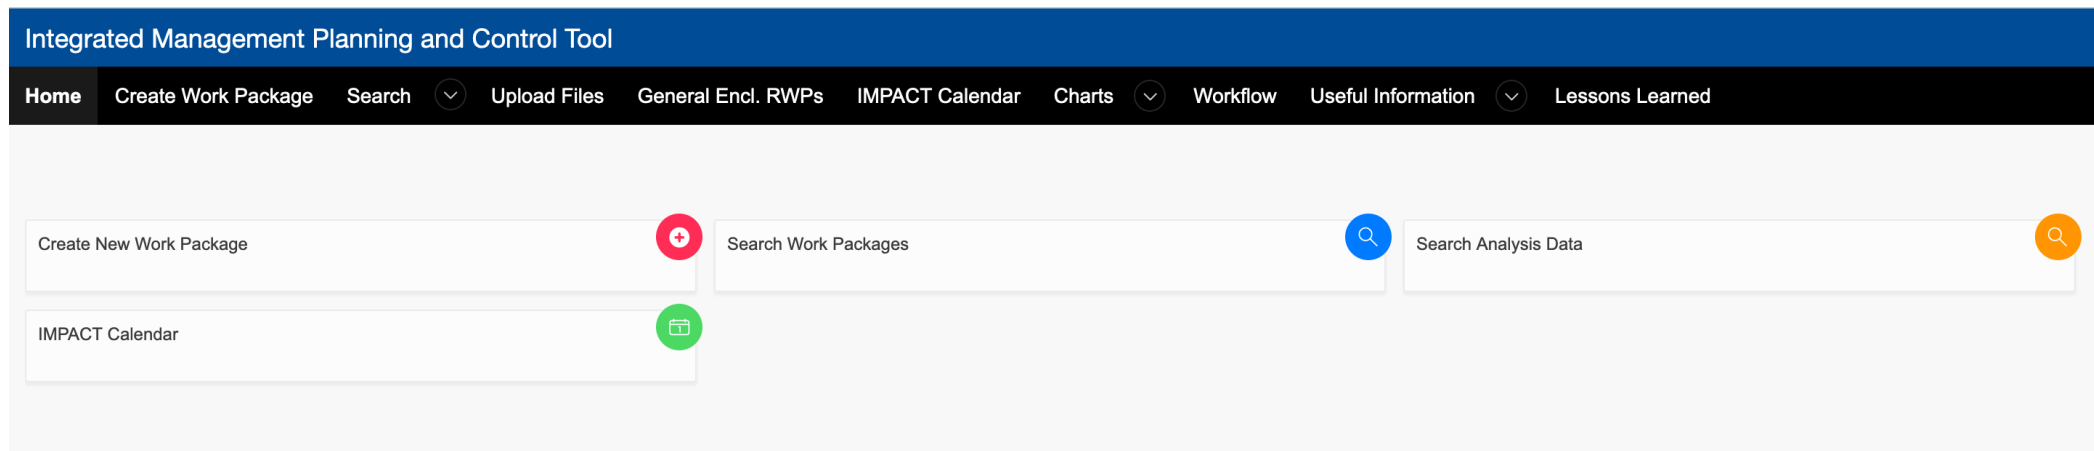 Integrated Management Planning and Control Tool
Home Create Work Package Search Upload Files General Encl. RWPs IMPACT Calendar Charts Workflow Useful Information Lessons Learned
Create New Work Package Search Work Packages Search Analysis Data
IMPACT Calendar 1